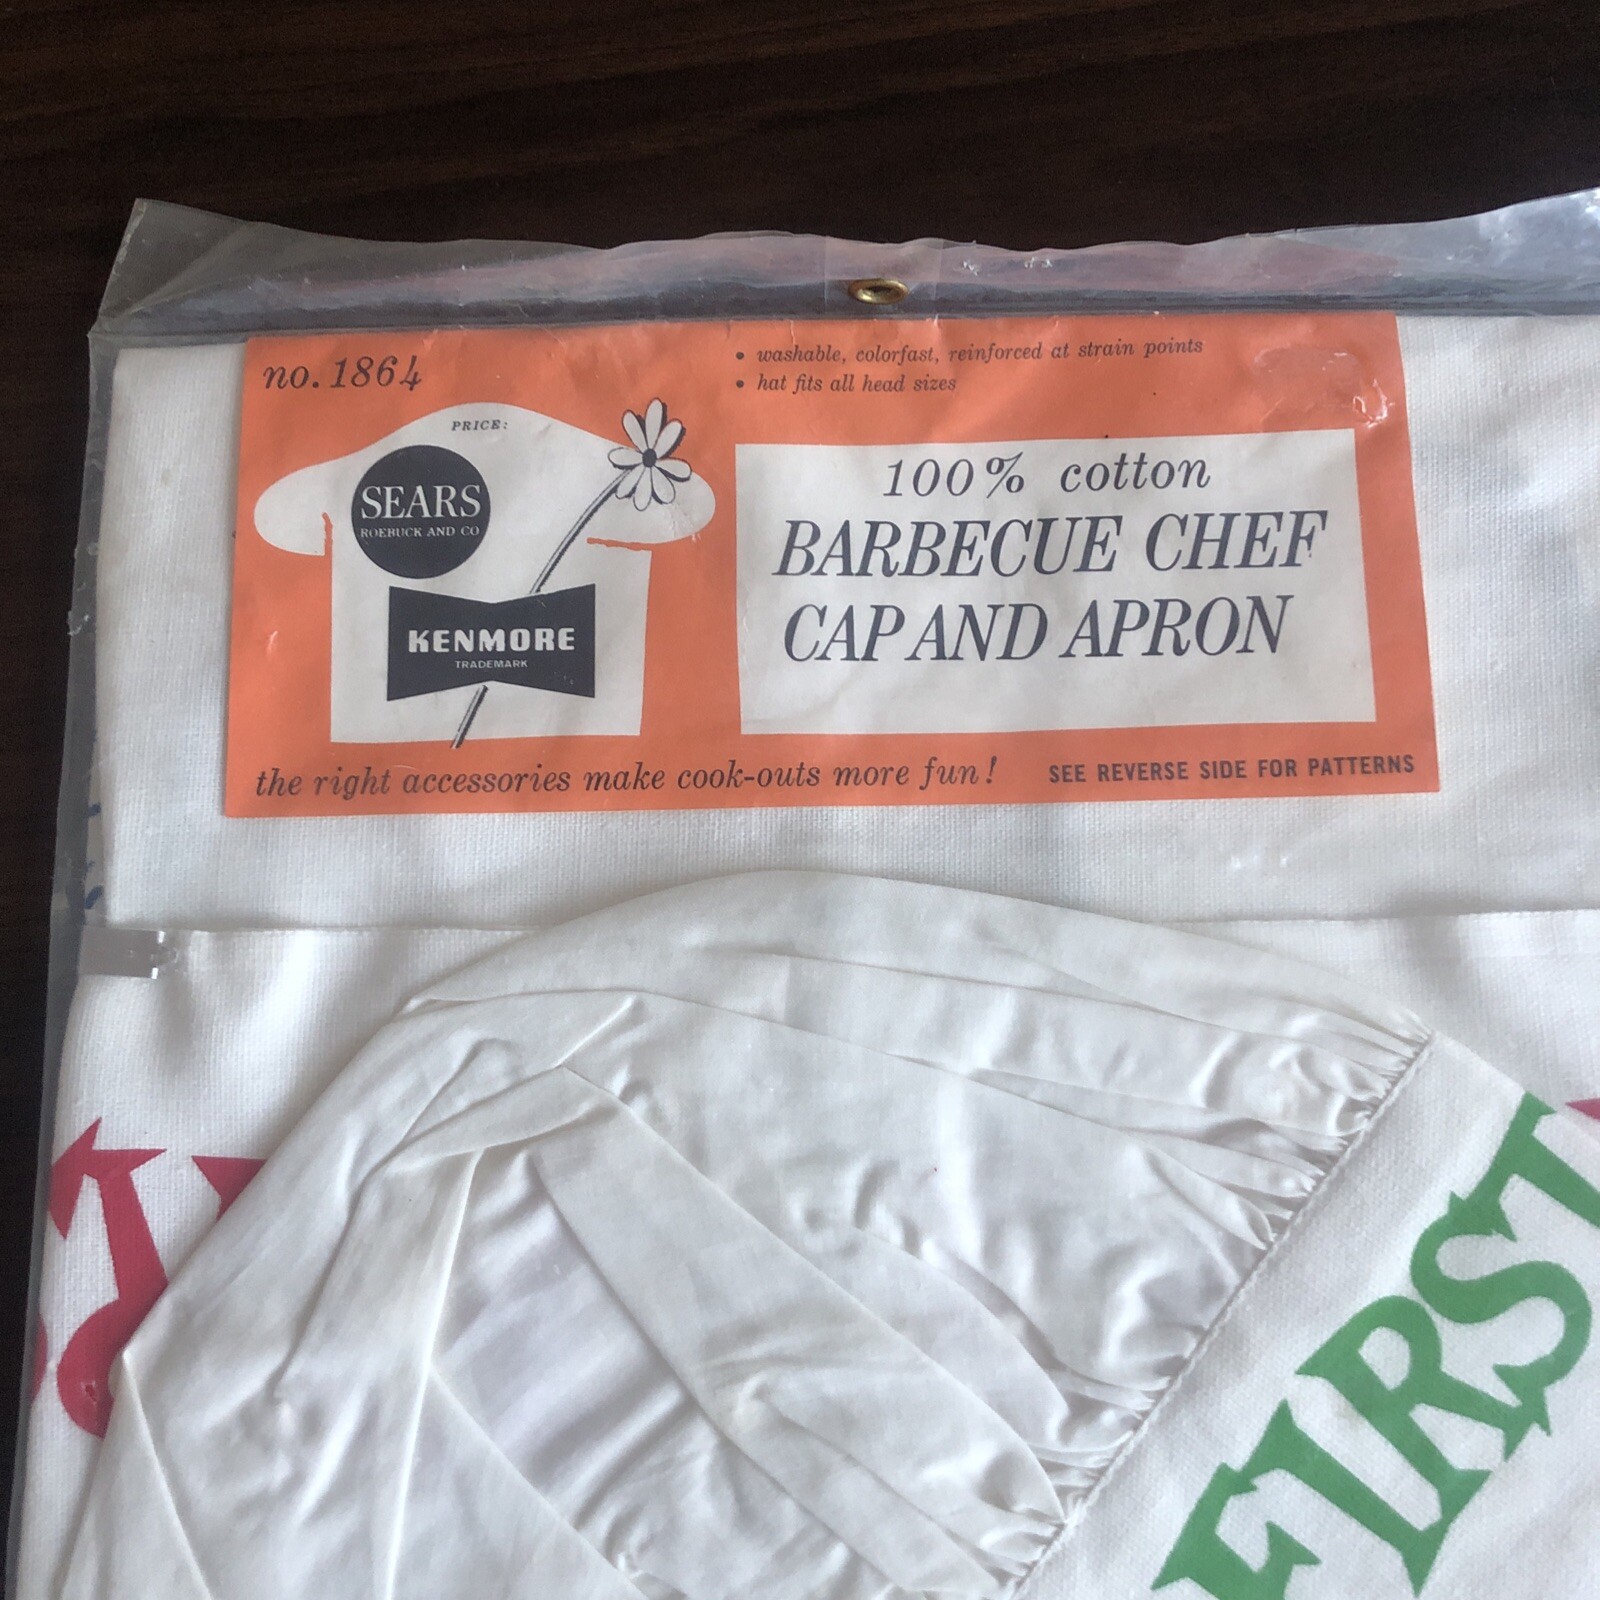 no. 1864
• washable, colorfast, reinforced at strain points
• hat fits all head sizes
PRICE:
SEARS
ROEBUCK AND CO
KENMORE
TRADEMARK
100% cotton
BARBECUE CHEF
CAP AND APRON
the right accessories make cook-outs more fun!
SEE REVERSE SIDE FOR PATTERNS
FIRST